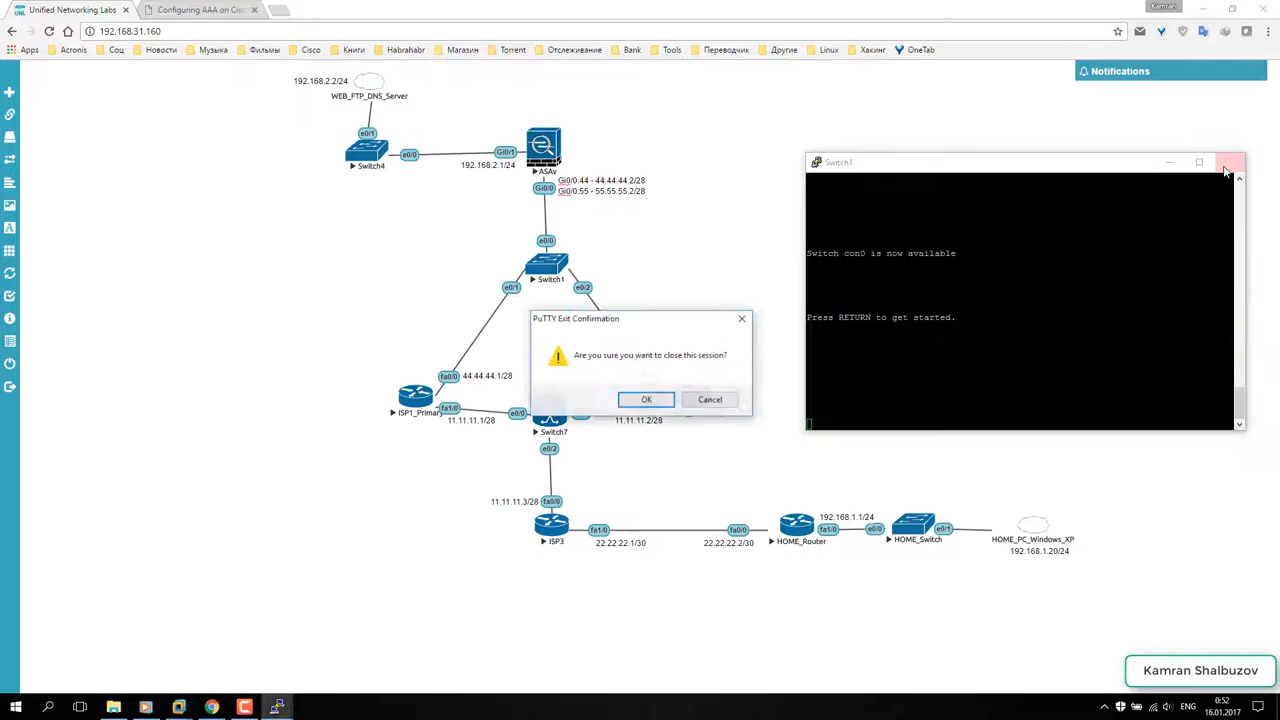 Unified Networking Labs
Configuring AAA on Cisc
Kamran
192.168.31.160
Apps
Acronis
Соц
Новости
Музыка
Фильмы
Cisco
Книги
Habrahabr
Магазин
Torrent
Отслеживание
Bank
Tools
Переводчик
Другие
Linux
Хакинг
OneTab
Notifications
192.168.2.2/24
WEB_FTP_DNS_Server
e0/1
Switch4
e0/0
Gi0/1
192.168.2.1/24
ASAv
Gi0/0.44 - 44.44.44.2/28
Gi0/0
Gi0/0.55 - 55.55.55.2/28
e0/0
Switch1
e0/1
e0/2
Switch1
Switch con0 is now available
Press RETURN to get started.
PuTTY Exit Confirmation
Are you sure you want to close this session?
OK
Cancel
fa0/0
44.44.44.1/28
ISP1_Primary
fa1/0
11.11.11.1/28
e0/0
11.11.11.2/28
Switch7
e0/2
11.11.11.3/28
fa0/0
ISP3
fa1/0
22.22.22.1/30
fa0/0
22.22.22.2/30
HOME_Router
192.168.1.1/24
fa1/0
e0/0
HOME_Switch
e0/1
HOME_PC_Windows_XP
192.168.1.20/24
Kamran Shalbuzov
ENG
0:52
16.01.2017